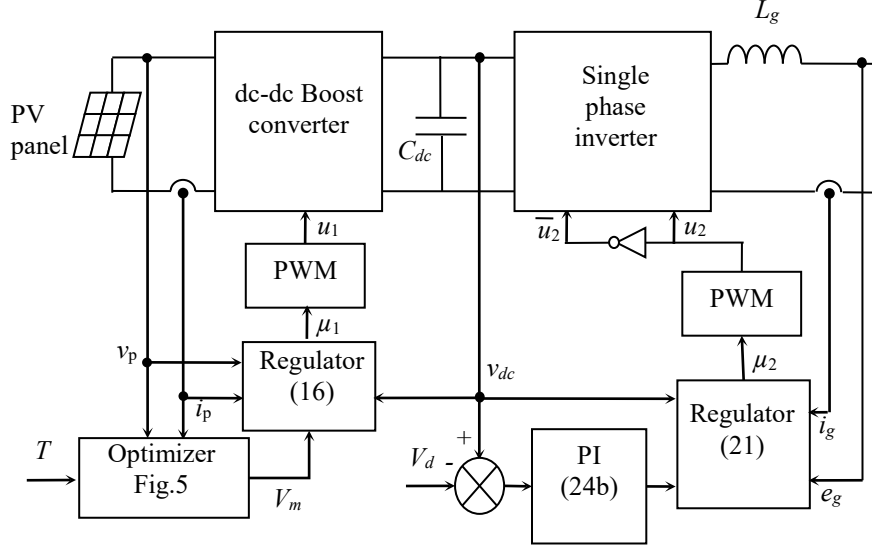 L_g
PV
panel
dc-dc Boost
converter
C_dc
Single
phase
inverter
u_1
u̅_2
u_2
PWM
PWM
μ_1
μ_2
v_p
i_p
Regulator
(16)
v_dc
Regulator
(21)
i_g
e_g
T
Optimizer
Fig.5
V_m
V_d
+
-
PI
(24b)